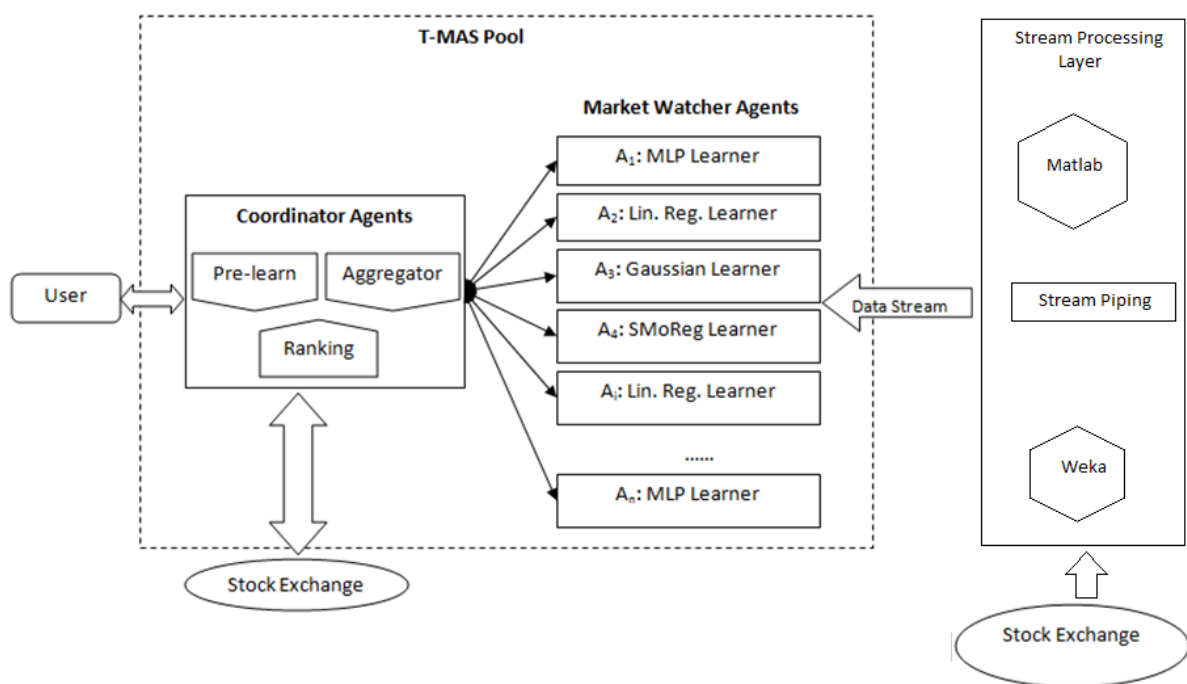 T-MAS Pool
Stream Processing
Layer
Market Watcher Agents
A₁: MLP Learner
Matlab
A₂: Lin. Reg. Learner
Coordinator Agents
Pre-learn
Aggregator
A₃: Gaussian Learner
User
Data Stream
Stream Piping
A₄: SMoReg Learner
Ranking
Aᵢ: Lin. Reg. Learner
......
Weka
Aₙ: MLP Learner
Stock Exchange
Stock Exchange